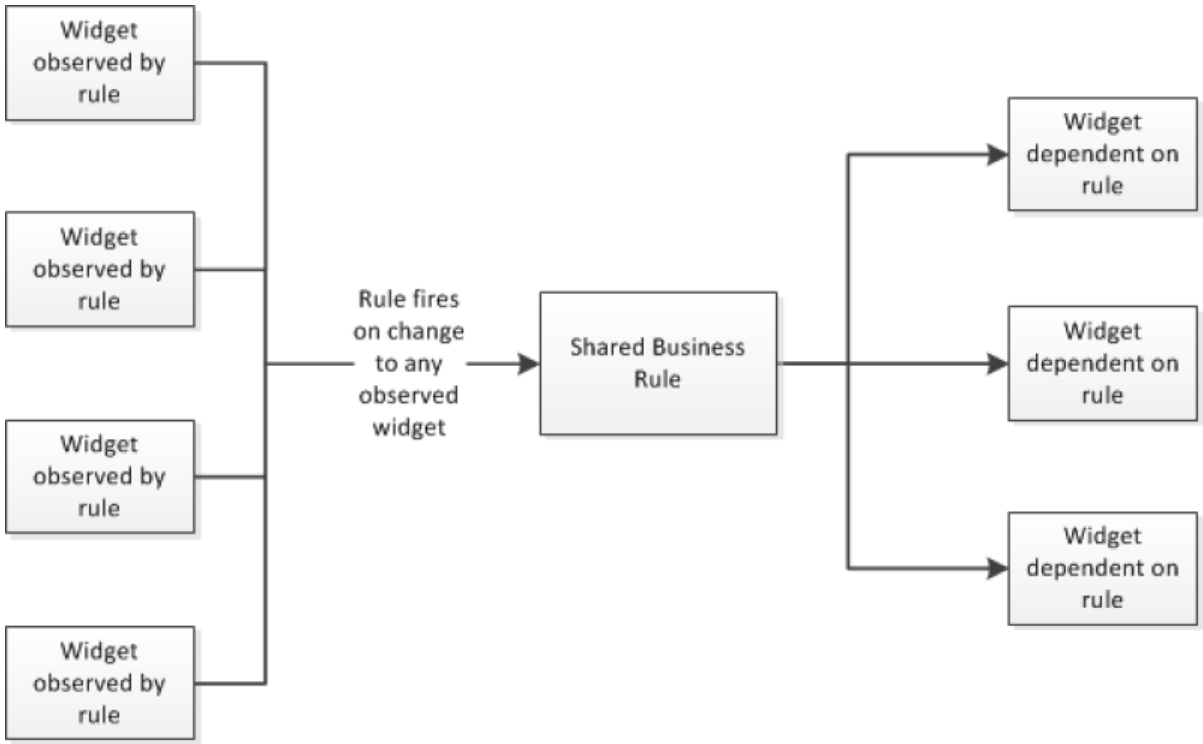 Widget
observed by
rule
Widget
observed by
rule
Widget
observed by
rule
Widget
observed by
rule
Rule fires
on change
to any
observed
widget
Shared Business
Rule
Widget
dependent on
rule
Widget
dependent on
rule
Widget
dependent on
rule